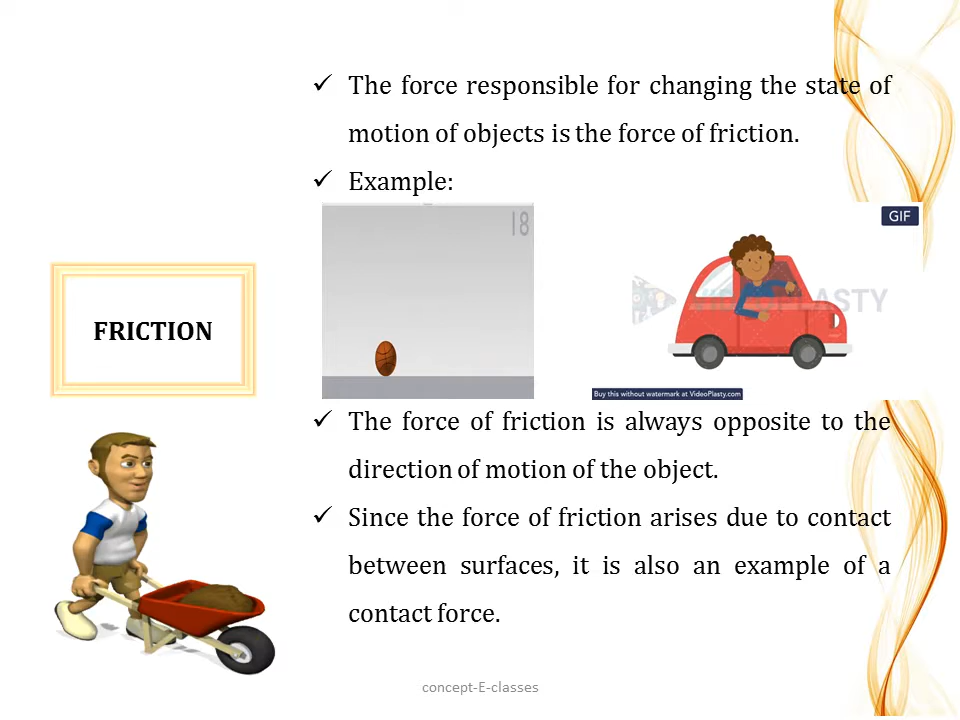 ✓ The force responsible for changing the state of
motion of objects is the force of friction.
✓ Example:
18
GIF
VIDEOPLASTY
Buy this without watermark at VideoPlasty.com
FRICTION
✓ The force of friction is always opposite to the
direction of motion of the object.
✓ Since the force of friction arises due to contact
between surfaces, it is also an example of a
contact force.
concept-E-classes